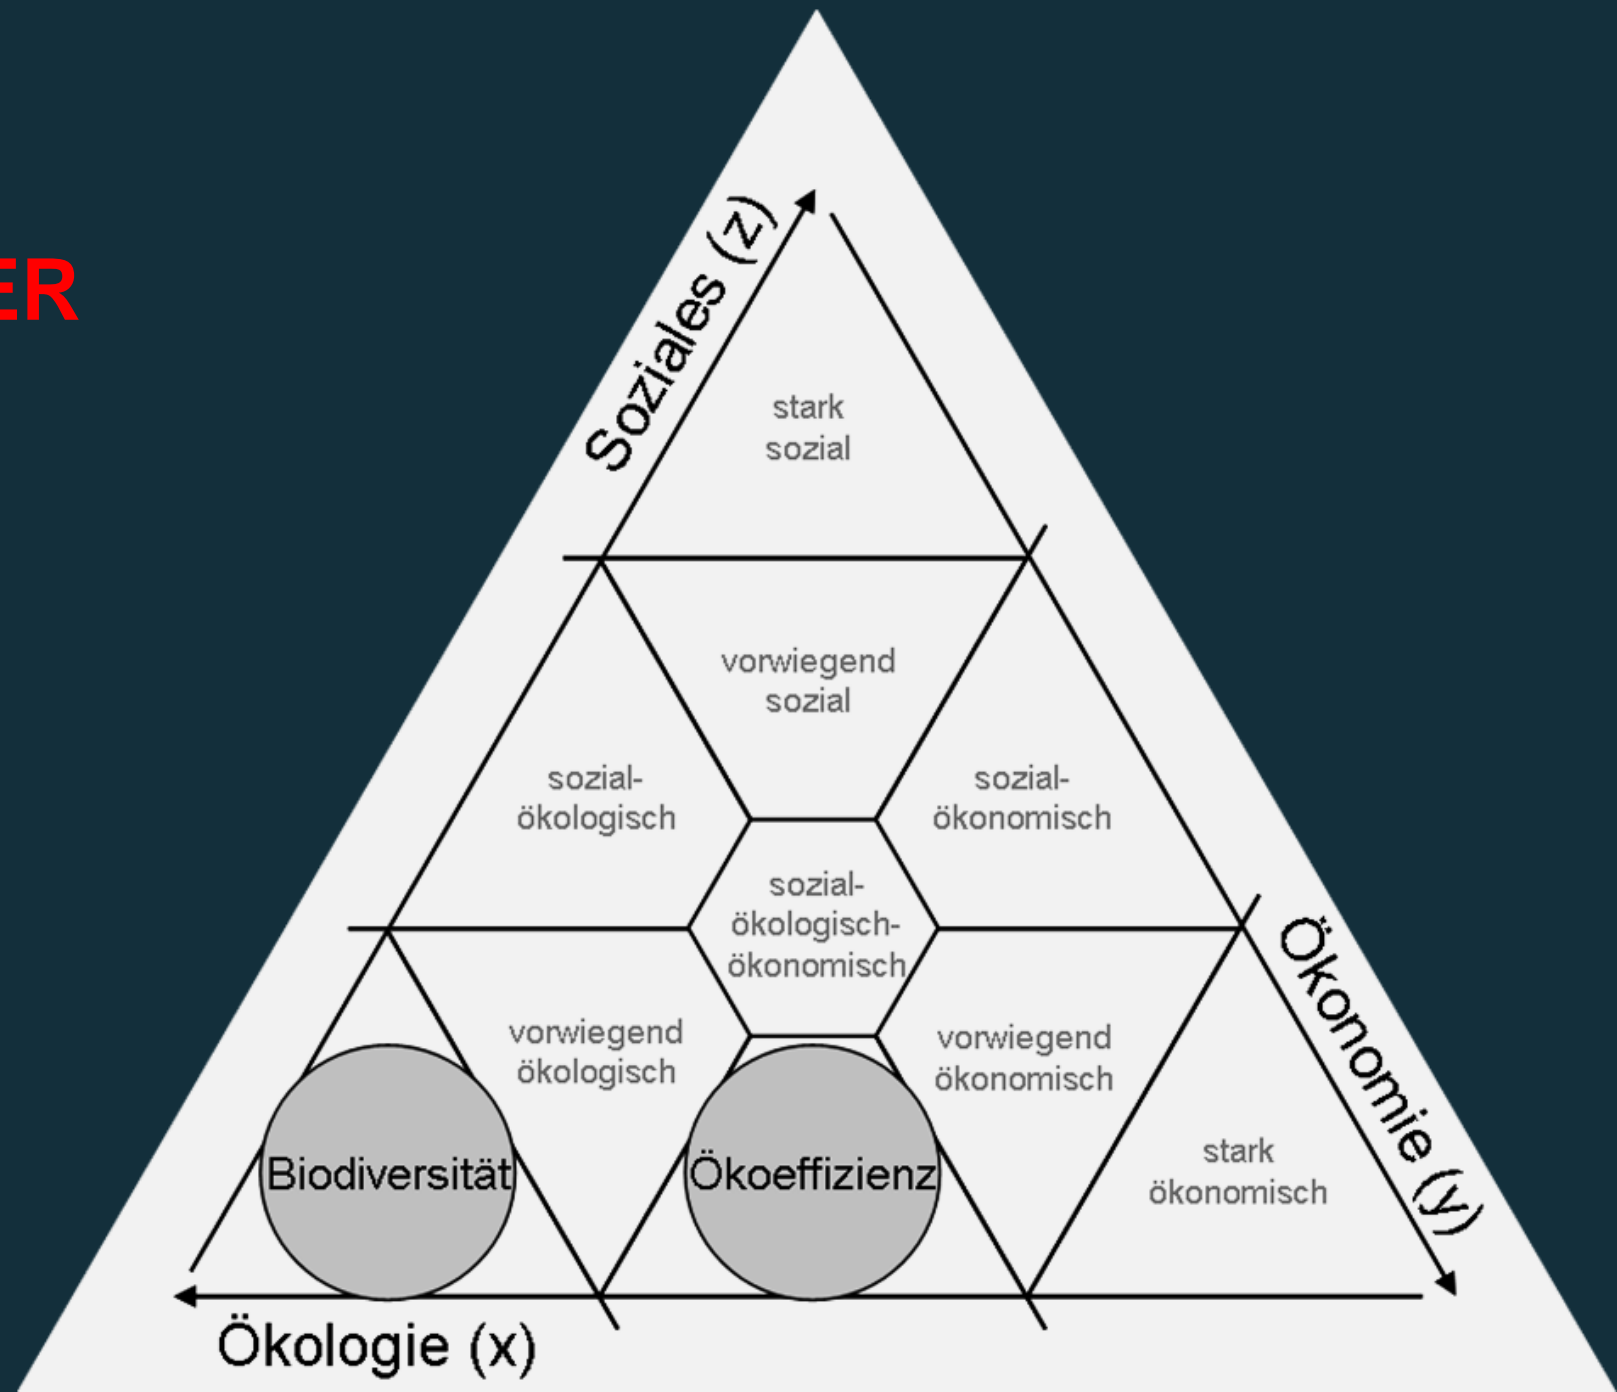 ER
Soziales (z)
stark
sozial
vorwiegend
sozial
sozial-
ökologisch
sozial-
ökonomisch
sozial-
ökologisch-
ökonomisch
Ökonomie (y)
vorwiegend
ökologisch
vorwiegend
ökonomisch
Biodiversität
Ökoeffizienz
stark
ökonomisch
Ökologie (x)